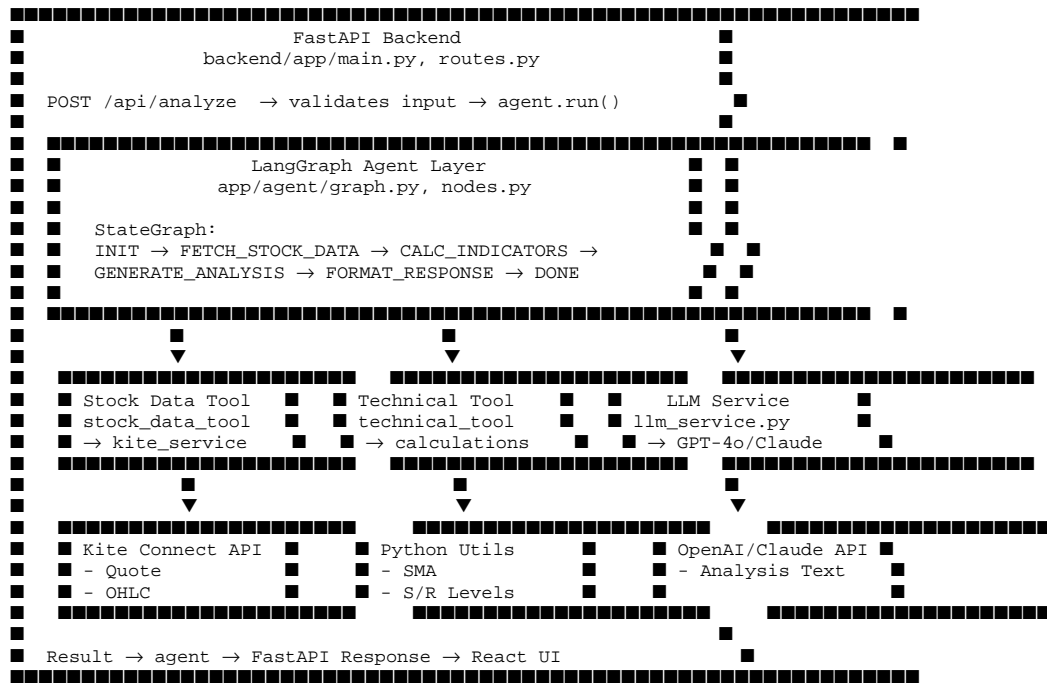 FastAPI Backend
backend/app/main.py, routes.py
POST /api/analyze → validates input → agent.run()
LangGraph Agent Layer
app/agent/graph.py, nodes.py
StateGraph:
INIT → FETCH_STOCK_DATA → CALC_INDICATORS →
GENERATE_ANALYSIS → FORMAT_RESPONSE → DONE
Stock Data Tool Technical Tool LLM Service
stock_data_tool technical_tool llm_service.py
→ kite_service → calculations → GPT-4o/Claude
Kite Connect API Python Utils OpenAI/Claude API
- Quote - SMA - Analysis Text
- OHLC - S/R Levels
Result → agent → FastAPI Response → React UI